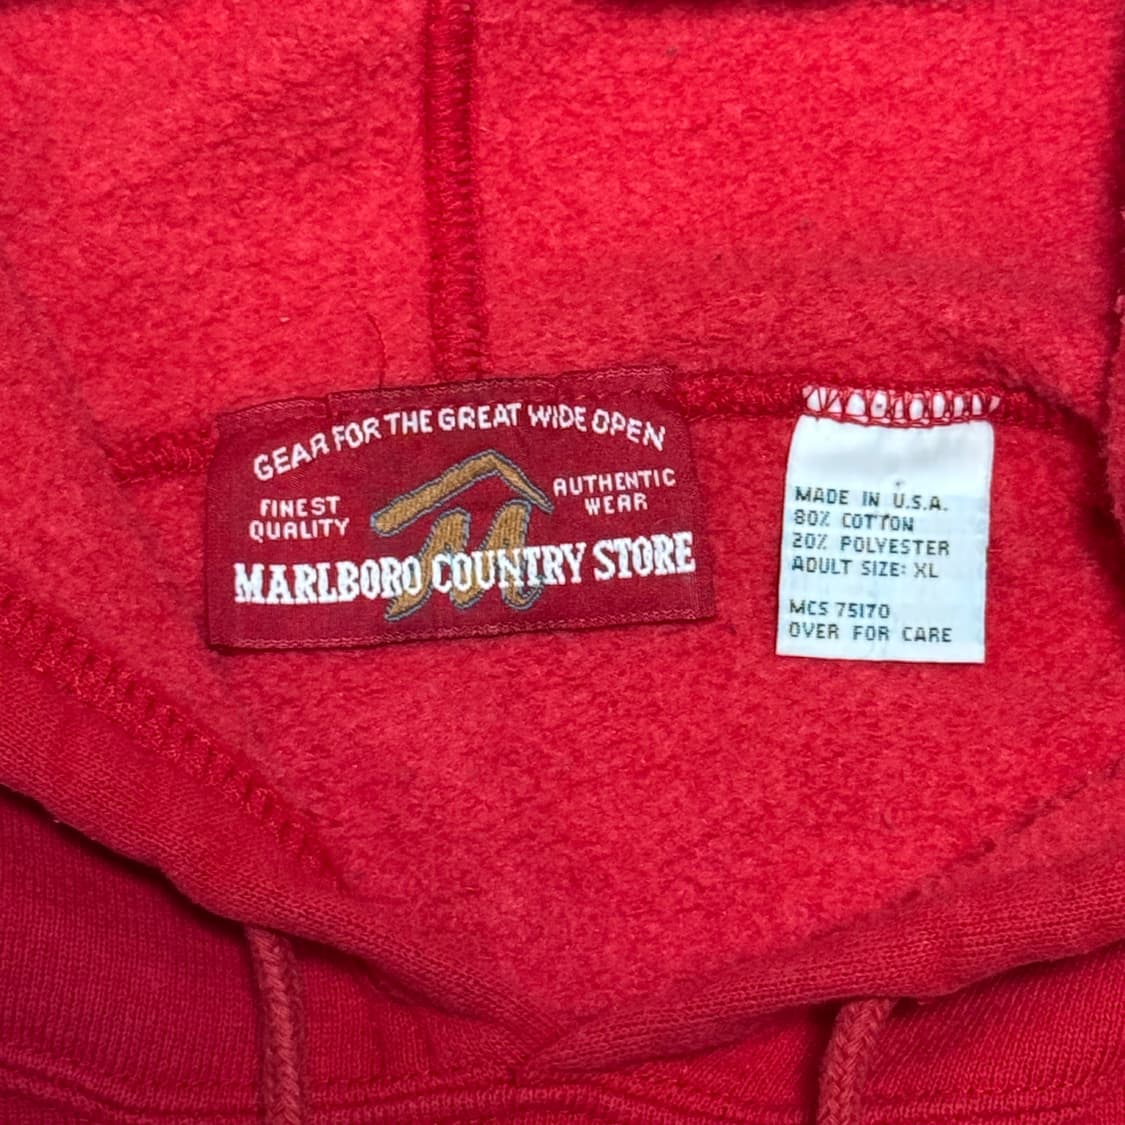 GEAR FOR THE GREAT WIDE OPEN
FINEST
QUALITY
AUTHENTIC
WEAR
M
MARLBORO COUNTRY STORE
MADE IN U.S.A.
80% COTTON
20% POLYESTER
ADULT SIZE: XL
MCS 75170
OVER FOR CARE